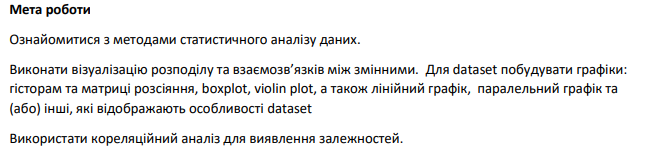 Мета роботи
Ознайомитися з методами статистичного аналізу даних.
Виконати візуалізацію розподілу та взаємозв’язків між змінними. Для dataset побудувати графіки:
гісторам та матриці розсіяння, boxplot, violin plot, а також лінійний графік, паралельний графік та
(або) інші, які відображають особливості dataset
Використати кореляційний аналіз для виявлення залежностей.